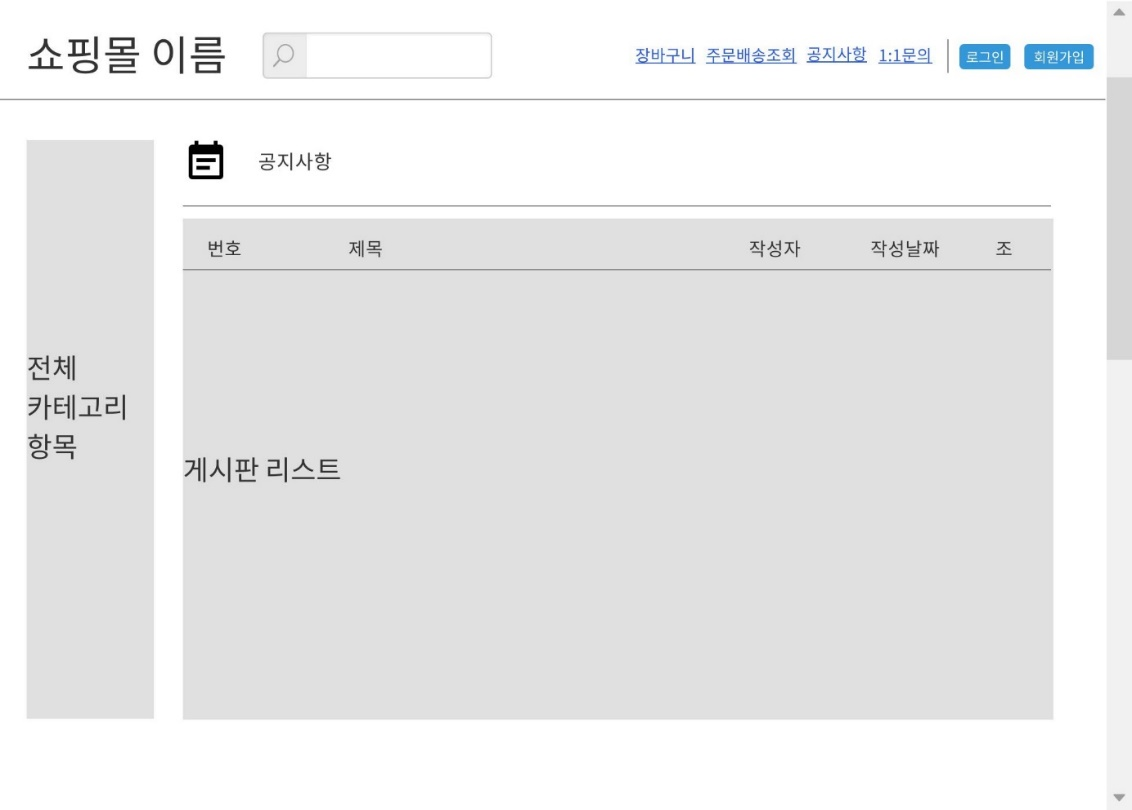 쇼핑몰 이름
장바구니 주문배송조회 공지사항 1:1문의 로그인 회원가입
공지사항
번호 제목 작성자 작성날짜 조
전체
카테고리
항목
게시판 리스트